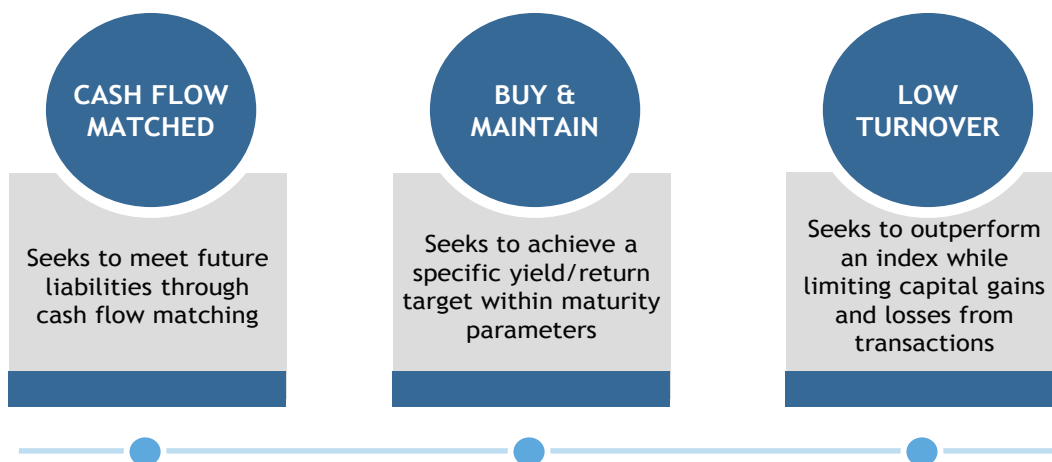 CASH FLOW
MATCHED
Seeks to meet future
liabilities through
cash flow matching
BUY &
MAINTAIN
Seeks to achieve a
specific yield/return
target within maturity
parameters
LOW
TURNOVER
Seeks to outperform
an index while
limiting capital gains
and losses from
transactions